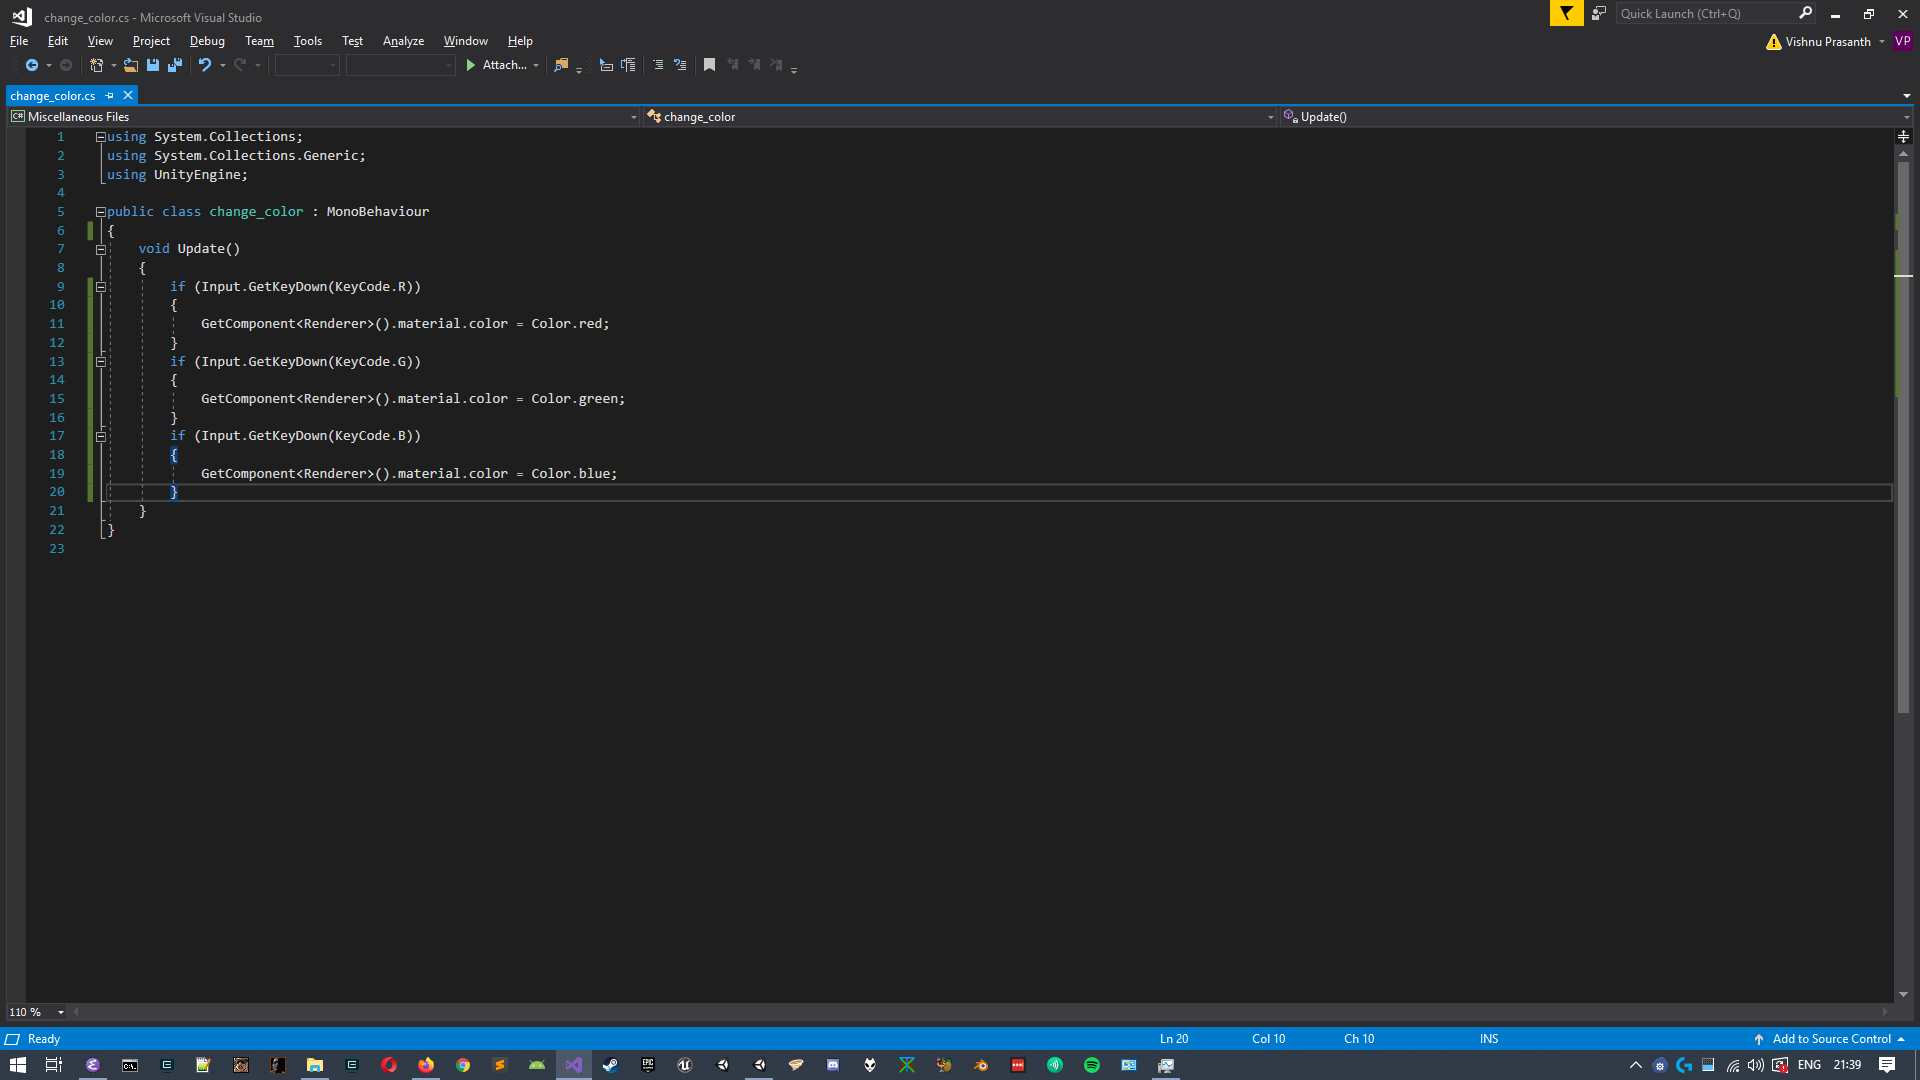 change_color.cs - Microsoft Visual Studio
Quick Launch (Ctrl+Q)
File Edit View Project Debug Team Tools Test Analyze Window Help
Vishnu Prasanth VP
Attach...
change_color.cs
C# Miscellaneous Files
change_color
Update()
1 using System.Collections;
2 using System.Collections.Generic;
3 using UnityEngine;
4
5 public class change_color : MonoBehaviour
6 {
7 void Update()
8 {
9 if (Input.GetKeyDown(KeyCode.R))
10 {
11 GetComponent<Renderer>().material.color = Color.red;
12 }
13 if (Input.GetKeyDown(KeyCode.G))
14 {
15 GetComponent<Renderer>().material.color = Color.green;
16 }
17 if (Input.GetKeyDown(KeyCode.B))
18 {
19 GetComponent<Renderer>().material.color = Color.blue;
20 }
21 }
22 }
23
110 %
Ready Ln 20 Col 10 Ch 10 INS Add to Source Control
ENG 21:39